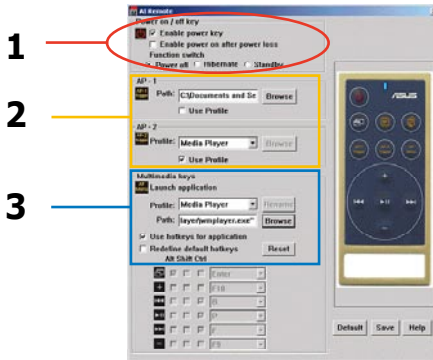 AI Remote
Power on / off key
1
Enable power key
Enable power on after power loss
Function switch
Power off Hibernate Standby
AP - 1
Path: C:\Documents and Se Browse
Use Profile
2
AP - 2
Profile: Media Player Browse
Use Profile
Multimedia keys
Launch application
3
Profile: Media Player Rename
Path: layer\wmplayer.exe" Browse
Use hotkeys for application
Redefine default hotkeys Reset
Alt Shift Ctrl
Enter
F10
B
P
F
F9
ASUS
Default Save Help